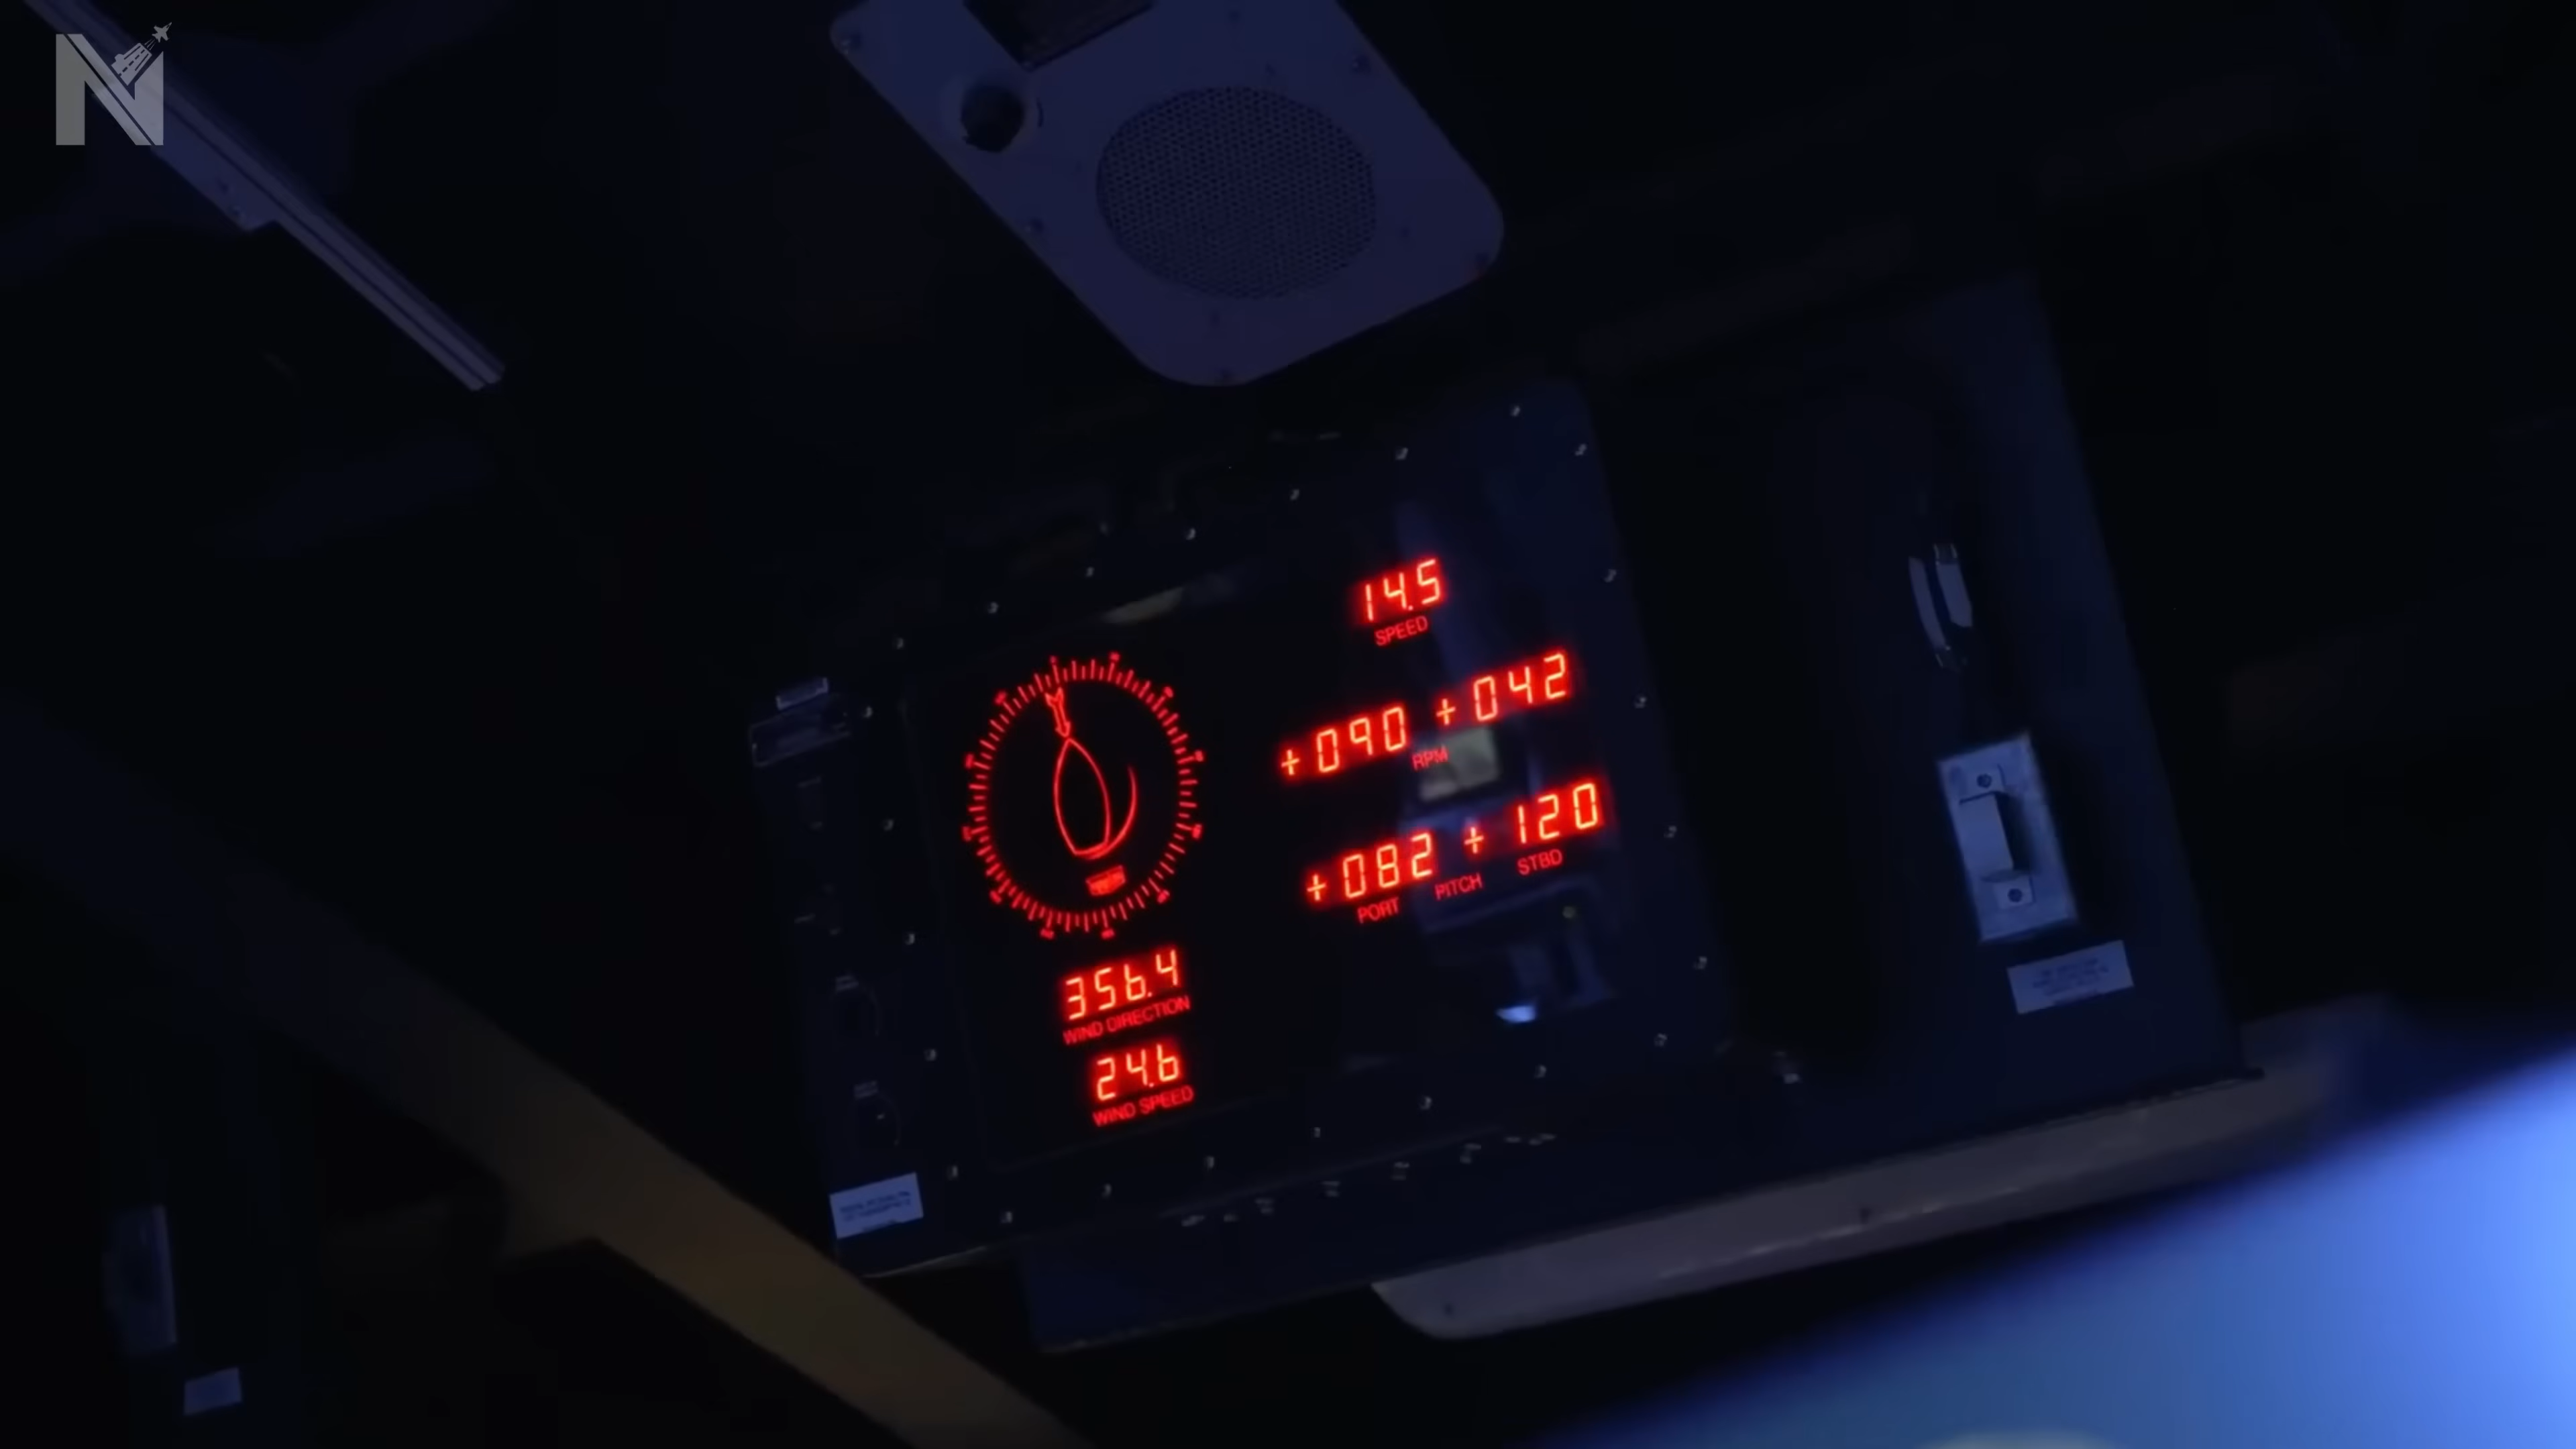 N
14.5
SPEED
+090 +042
RPM
+082 +120
PORT PITCH STBD
356.4
WIND DIRECTION
24.6
WIND SPEED